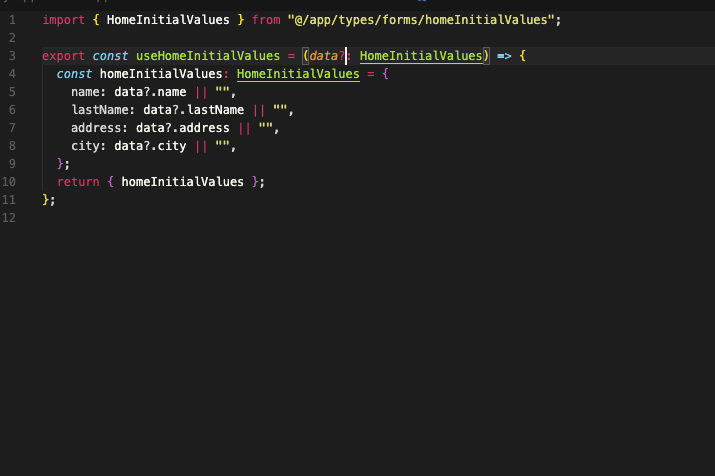 1 import { HomeInitialValues } from "@/app/types/forms/homeInitialValues";
2
3 export const useHomeInitialValues = (data?: HomeInitialValues) => {
4 const homeInitialValues: HomeInitialValues = {
5 name: data?.name || "",
6 lastName: data?.lastName || "",
7 address: data?.address || "",
8 city: data?.city || "",
9 };
10 return { homeInitialValues };
11 };
12